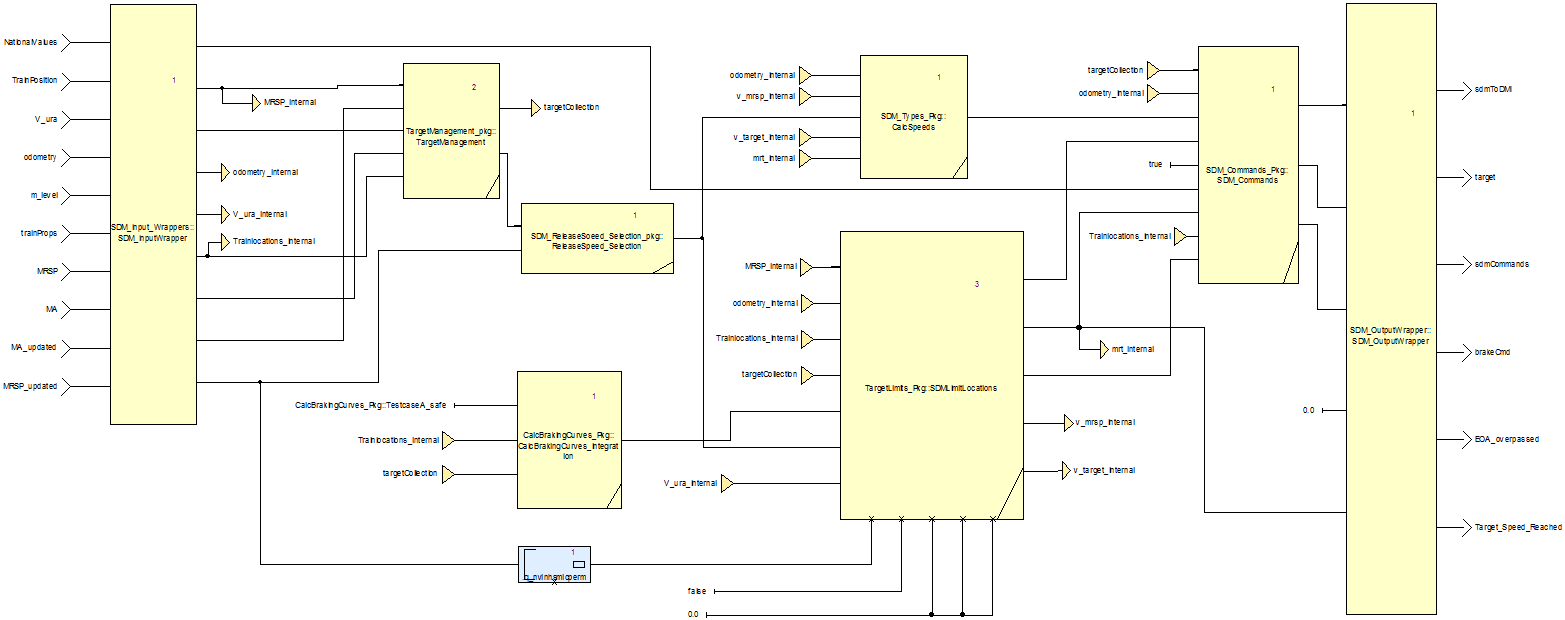 NationalValues
TrainPosition
V_ura
odometry
m_level
trainProps
MRSP
MA
MA_updated
MRSP_updated
1
SDM_Input_Wrappers::
SDM_InputWrapper
MRSP_internal
odometry_internal
V_ura_internal
Trainlocations_internal
2
TargetManagement_pkg::
TargetManagement
targetCollection
1
SDM_ReleaseSpeed_Selection_pkg::
ReleaseSpeed_Selection
CalcBrakingCurves_Pkg::TestcaseA_safe
Trainlocations_internal
targetCollection
1
CalcBrakingCurves_Pkg::
CalcBrakingCurves_integrat
ion
1
q_nvinhsmicperm
odometry_internal
v_mrsp_internal
v_target_internal
mrt_internal
1
SDM_Types_Pkg::
CalcSpeeds
MRSP_internal
odometry_internal
Trainlocations_internal
targetCollection
V_ura_internal
3
TargetLimits_Pkg::SDMLimitLocations
false
0.0
mrt_internal
v_mrsp_internal
v_target_internal
targetCollection
odometry_internal
true
Trainlocations_internal
1
SDM_Commands_Pkg::
SDM_Commands
0.0
1
SDM_OutputWrapper::
SDM_OutputWrapper
sdmToDMI
target
sdmCommands
brakeCmd
EOA_overpassed
Target_Speed_Reached